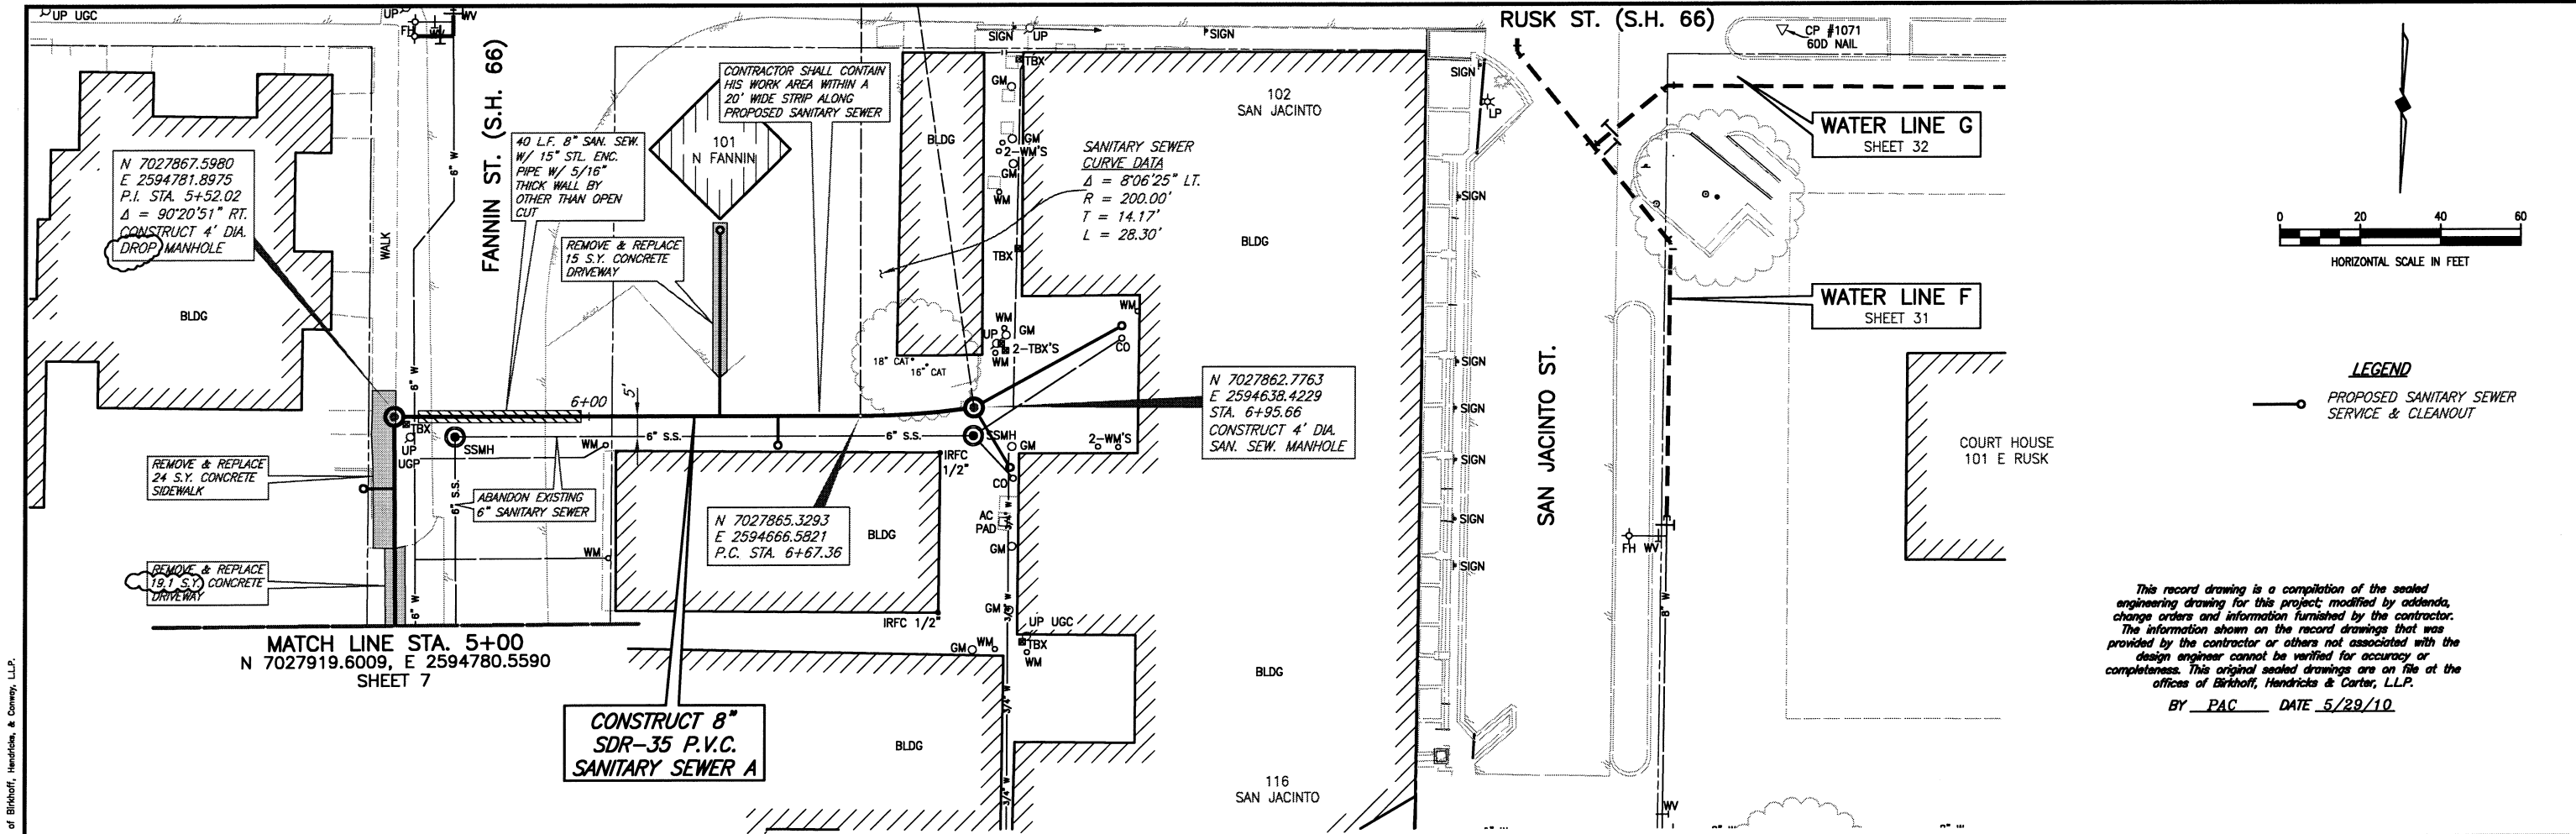 UP UGC
UP
WV
FH
WV
6" W
FANNIN ST. (S.H. 66)
WALK
N 7027867.5980
E 2594781.8975
P.I. STA. 5+52.02
Δ = 90°20'51" RT.
CONSTRUCT 4' DIA.
DROP MANHOLE
BLDG
40 L.F. 8" SAN. SEW.
W/ 15" STL. ENC.
PIPE W/ 5/16"
THICK WALL BY
OTHER THAN OPEN
CUT
CONTRACTOR SHALL CONTAIN
HIS WORK AREA WITHIN A
20' WIDE STRIP ALONG
PROPOSED SANITARY SEWER
101
N FANNIN
REMOVE & REPLACE
15 S.Y. CONCRETE
DRIVEWAY
BLDG
SIGN
UP
SIGN
TBX
GM
GM
2-WM'S
GM
WM
TBX
WM
GM
UP
2-TBX'S
WM
18" CAT
16" CAT
SANITARY SEWER
CURVE DATA
Δ = 8°06'25" LT.
R = 200.00'
T = 14.17'
L = 28.30'
102
SAN JACINTO
BLDG
WM
CO
RUSK ST. (S.H. 66)
SIGN
LP
SIGN
SIGN
SIGN
SIGN
SIGN
SIGN
CP #1071
60D NAIL
WATER LINE G
SHEET 32
WATER LINE F
SHEET 31
0 20 40 60
HORIZONTAL SCALE IN FEET
LEGEND
PROPOSED SANITARY SEWER
SERVICE & CLEANOUT
SAN JACINTO ST.
COURT HOUSE
101 E RUSK
FH WV
8" W
WV
6" W
6+00
5'
TBX
UP
UGP
SSMH
WM
6" S.S.
6" S.S.
SSMH
GM
2-WM'S
N 7027862.7763
E 2594638.4229
STA. 6+95.66
CONSTRUCT 4' DIA.
SAN. SEW. MANHOLE
REMOVE & REPLACE
24 S.Y. CONCRETE
SIDEWALK
6" S.S.
ABANDON EXISTING
6" SANITARY SEWER
IRFC
1/2"
CO
AC
PAD
3/4" W
GM
N 7027865.3293
E 2594666.5821
P.C. STA. 6+67.36
BLDG
WM
REMOVE & REPLACE
19.1 S.Y. CONCRETE
DRIVEWAY
6" W
GM
3/4" W
IRFC 1/2"
UP UGC
GM
WM
TBX
WM
MATCH LINE STA. 5+00
N 7027919.6009, E 2594780.5590
SHEET 7
CONSTRUCT 8"
SDR-35 P.V.C.
SANITARY SEWER A
BLDG
3/4" W
3/4" W
BLDG
116
SAN JACINTO
This record drawing is a compilation of the sealed
engineering drawing for this project; modified by addenda,
change orders and information furnished by the contractor.
The information shown on the record drawings that was
provided by the contractor or others not associated with the
design engineer cannot be verified for accuracy or
completeness. This original sealed drawings are on file at the
offices of Birkhoff, Hendricks & Carter, L.L.P.
BY PAC DATE 5/29/10
of Birkhoff, Hendricks, & Conway, L.L.P.